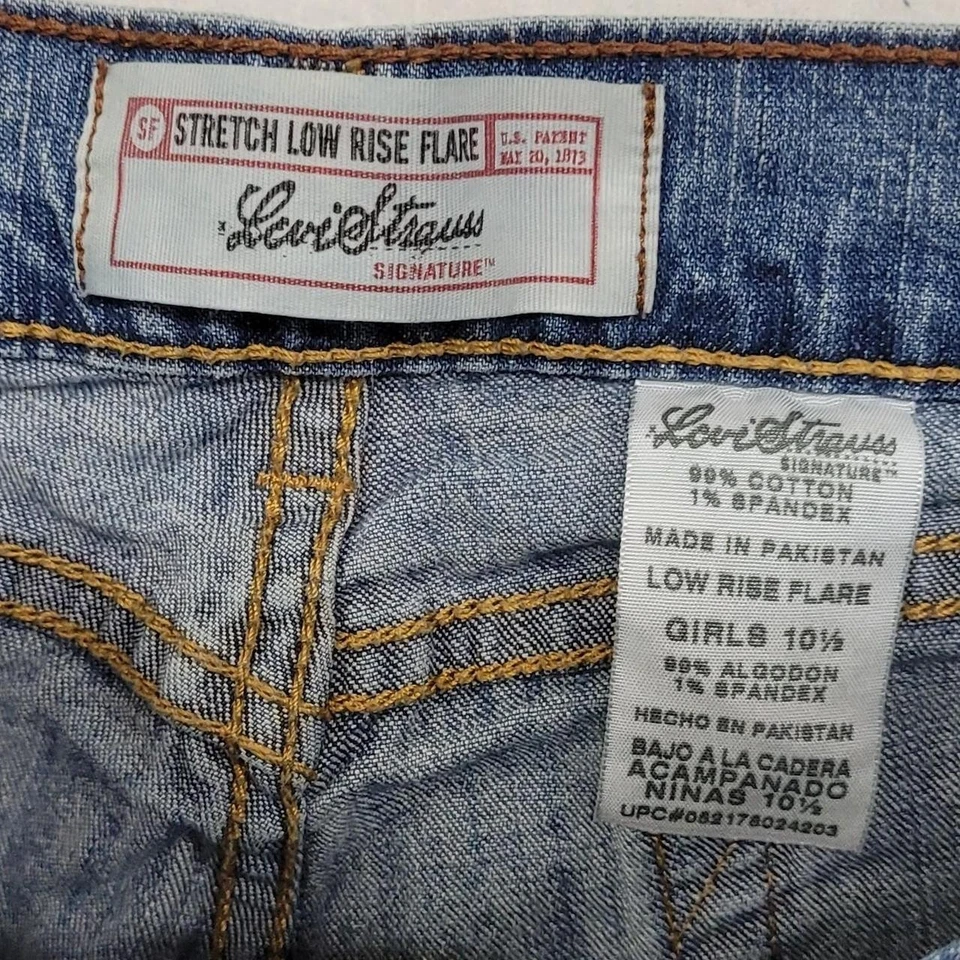 SF STRETCH LOW RISE FLARE
U.S. PATENT
MAY 20, 1873
Levi Strauss
SIGNATURE™
Levi Strauss
SIGNATURE™
99% COTTON
1% SPANDEX
MADE IN PAKISTAN
LOW RISE FLARE
GIRLS 10½
99% ALGODON
1% SPANDEX
HECHO EN PAKISTAN
BAJO A LA CADERA
ACAMPANADO
NINAS 10½
UPC#052178024203